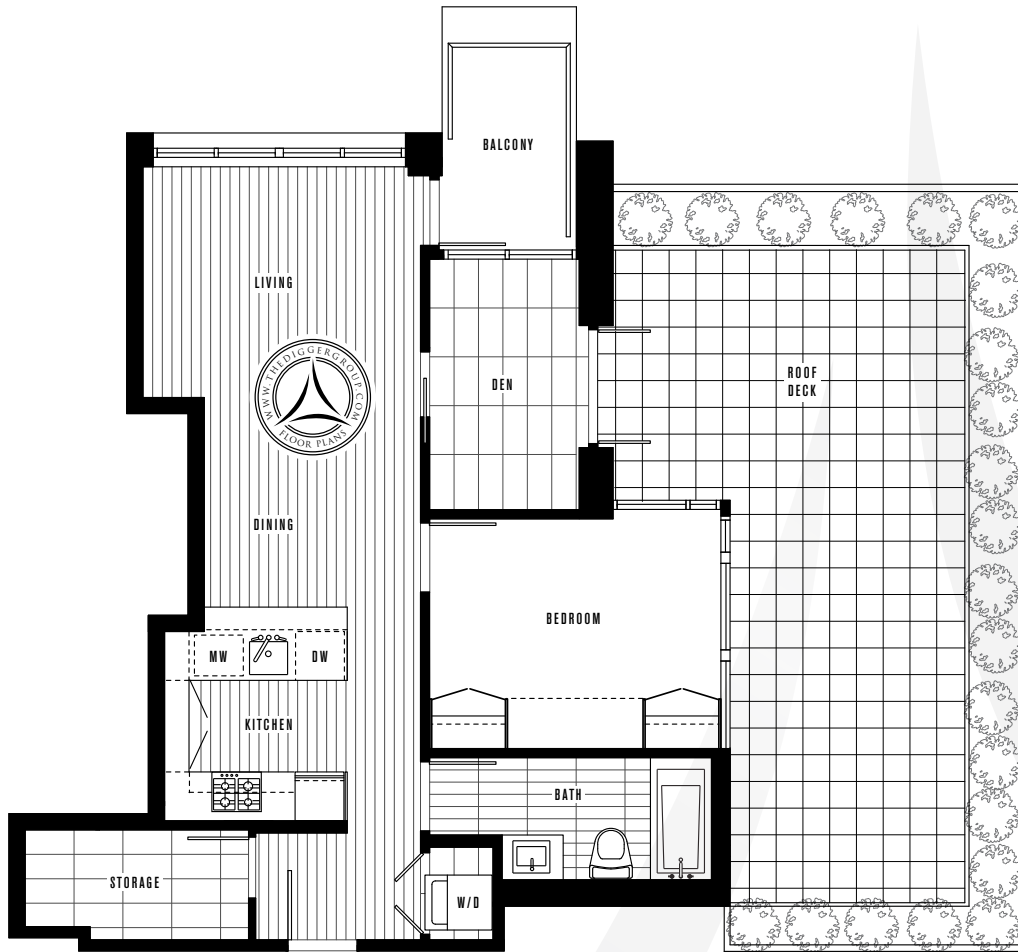 BALCONY
LIVING
WWW.THEDIGGERGROUP.COM
FLOOR PLANS
DEN
ROOF
DECK
DINING
BEDROOM
MW
DW
KITCHEN
BATH
STORAGE
W/D